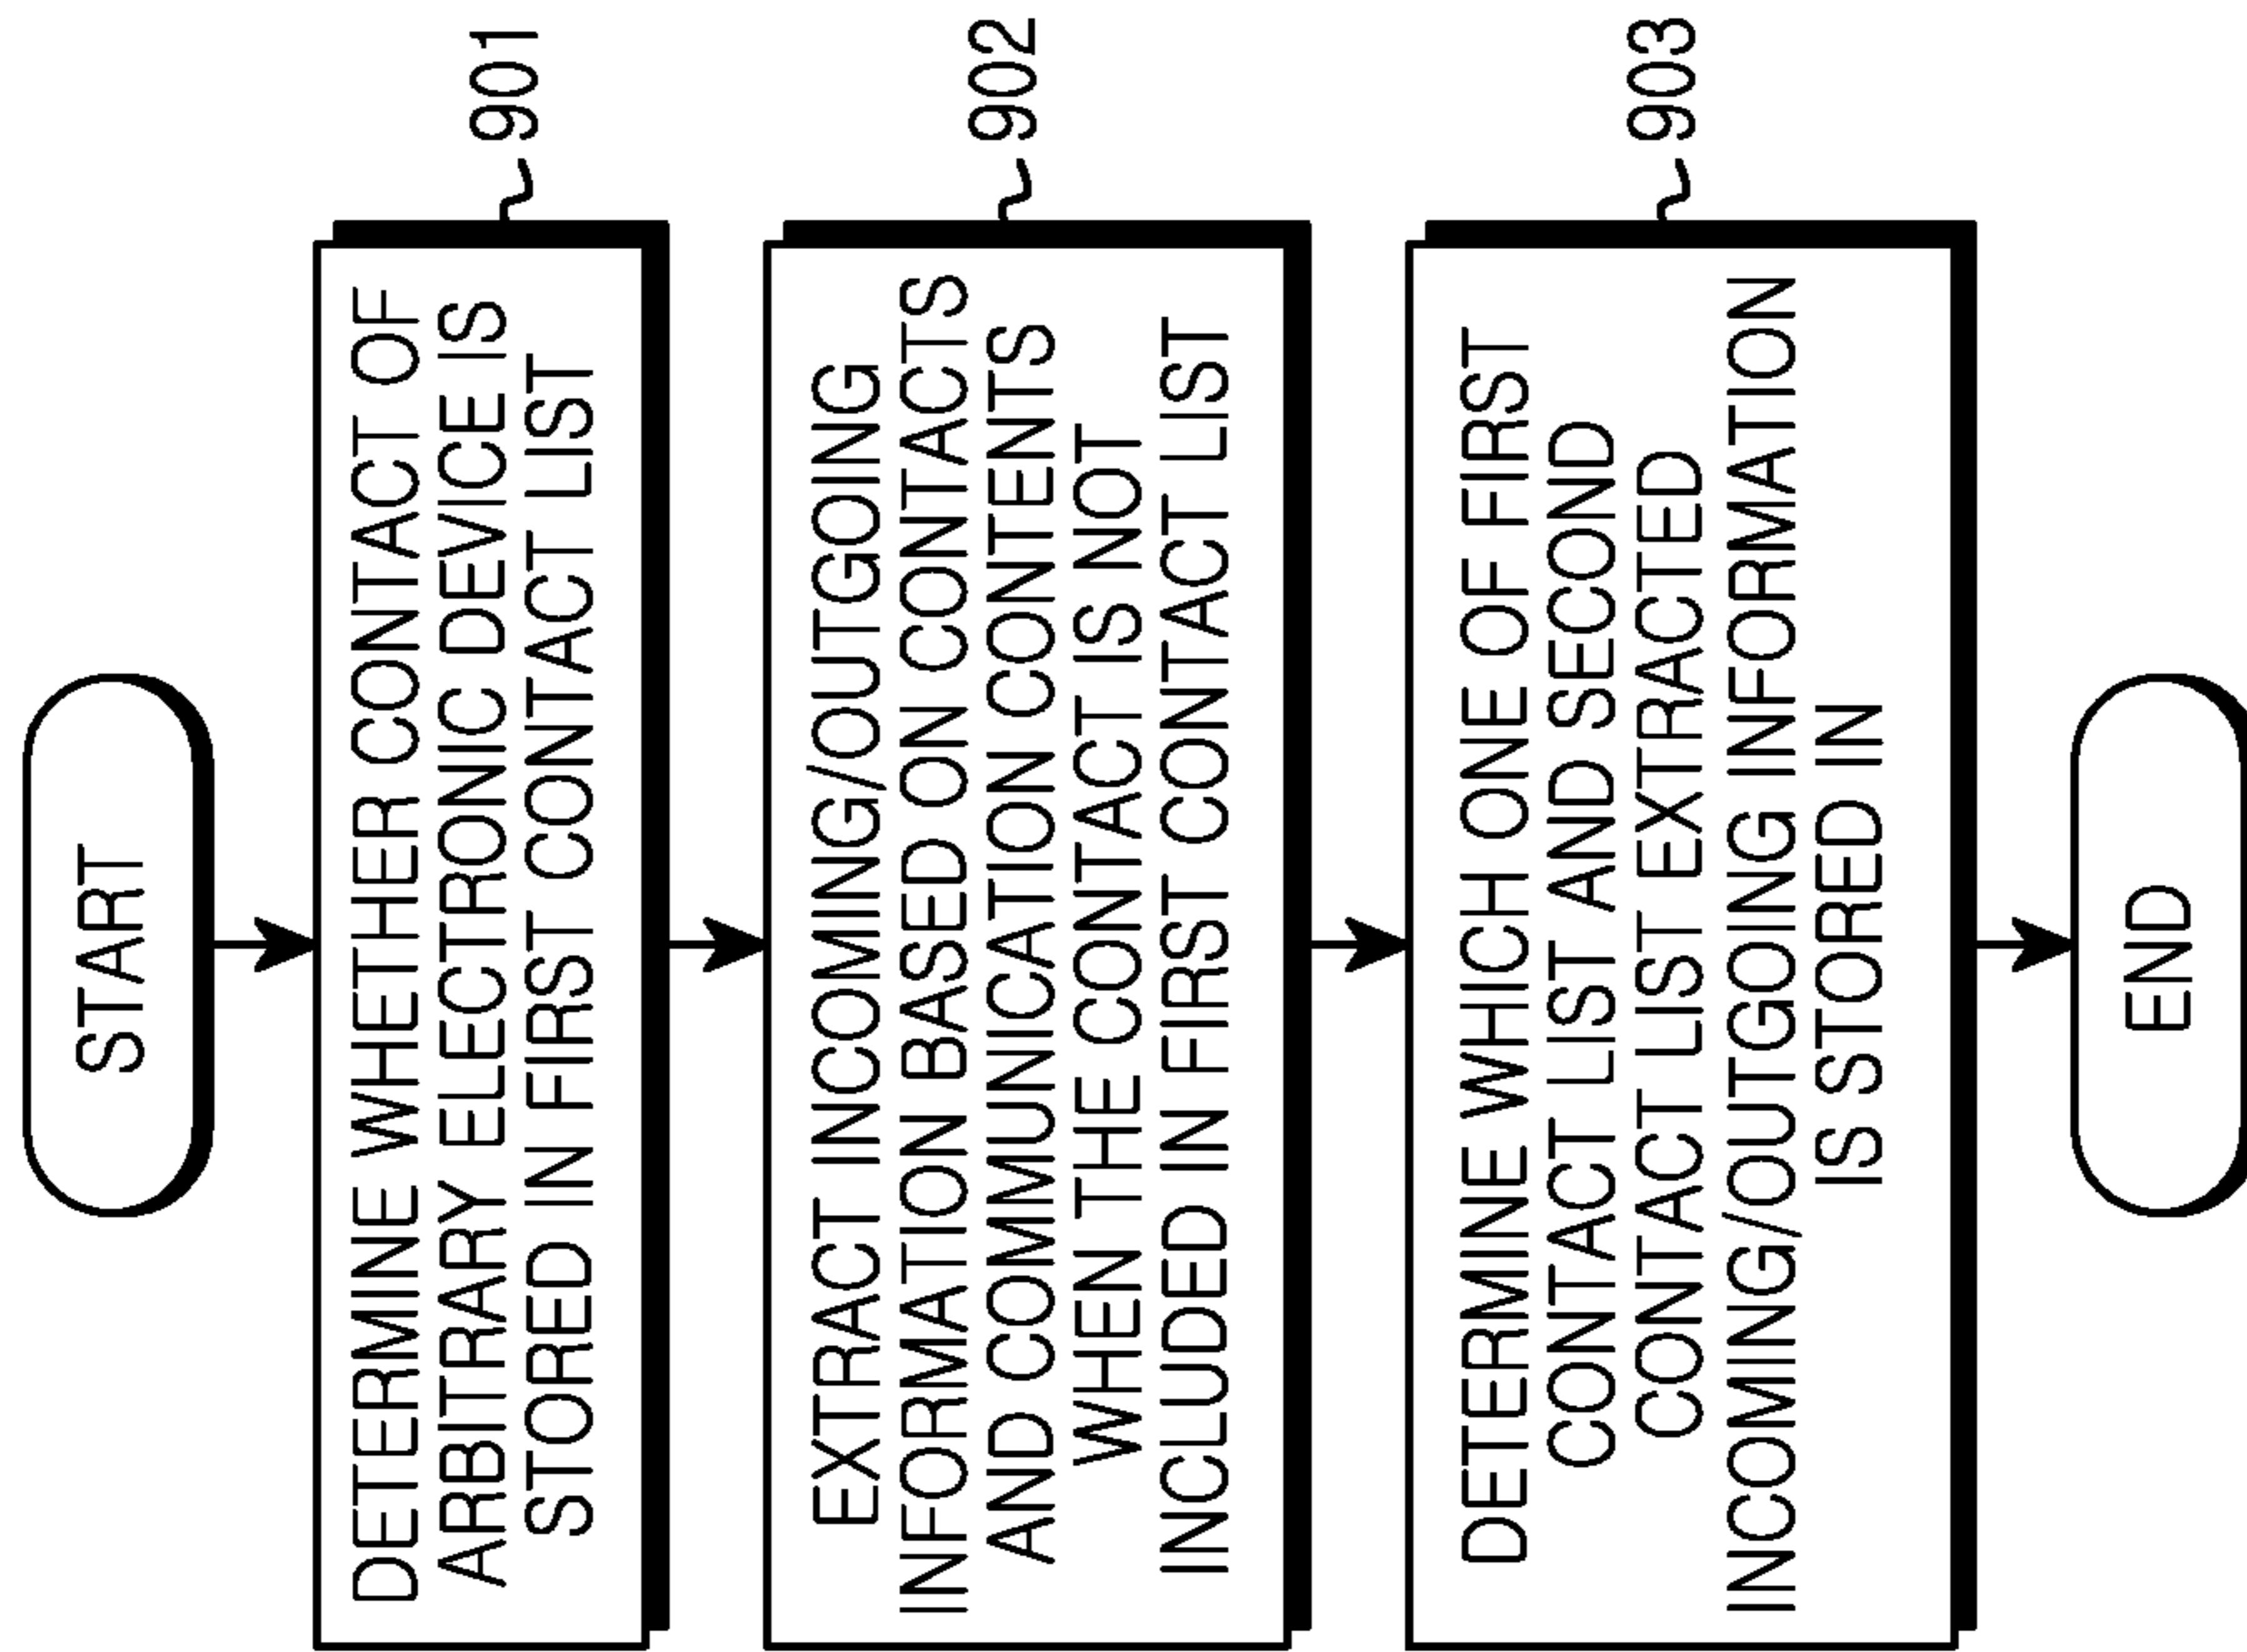 START
DETERMINE WHETHER CONTACT OF
ARBITRARY ELECTRONIC DEVICE IS
STORED IN FIRST CONTACT LIST
901
EXTRACT INCOMING/OUTGOING
INFORMATION BASED ON CONTACTS
AND COMMUNICATION CONTENTS
WHEN THE CONTACT IS NOT
INCLUDED IN FIRST CONTACT LIST
902
DETERMINE WHICH ONE OF FIRST
CONTACT LIST AND SECOND
CONTACT LIST EXTRACTED
INCOMING/OUTGOING INFORMATION
IS STORED IN
903
END